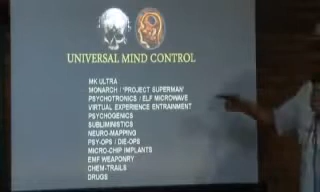 UNIVERSAL MIND CONTROL
MK ULTRA
MONARCH / 'PROJECT SUPERMAN'
PSYCHOTRONICS / ELF MICROWAVE
VIRTUAL EXPERIENCE ENTRAINMENT
PSYCHOGENICS
SUBLIMINISTICS
NEURO-MAPPING
PSY-OPS / DIE-OPS
MICRO-CHIP IMPLANTS
EMF WEAPONRY
CHEM-TRAILS
DRUGS